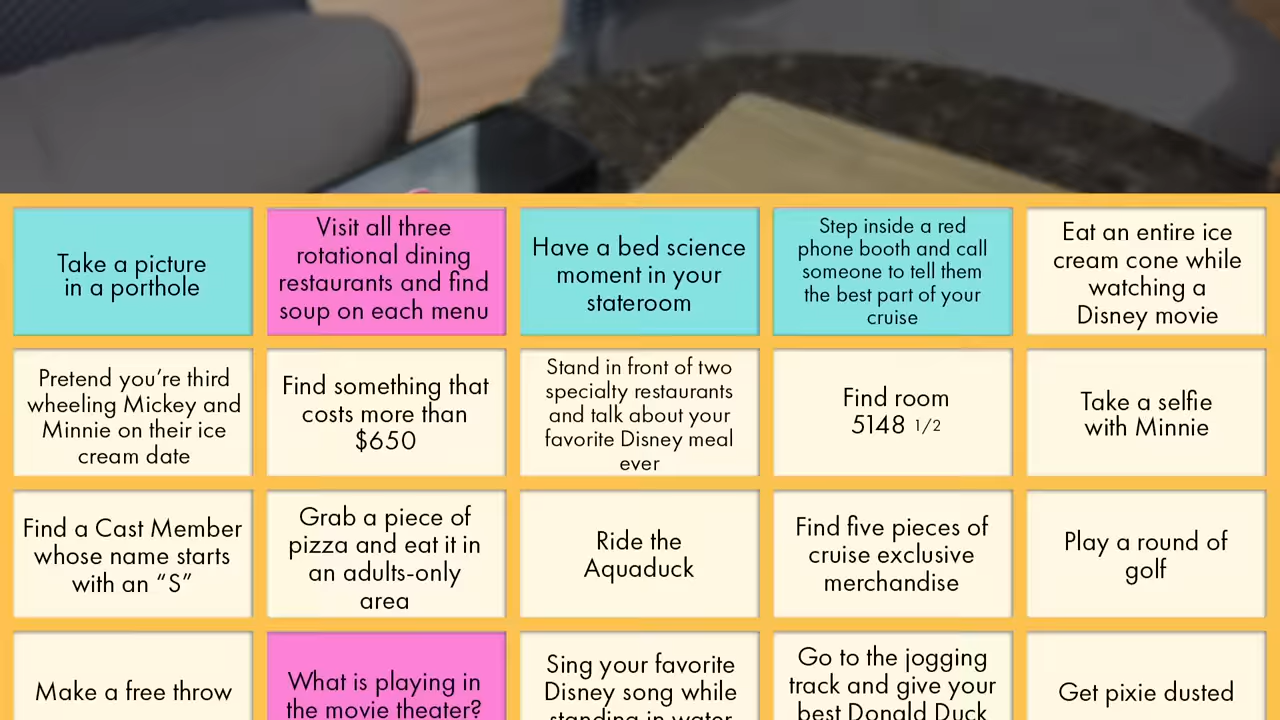 Take a picture
in a porthole
Visit all three
rotational dining
restaurants and find
soup on each menu
Have a bed science
moment in your
stateroom
Step inside a red
phone booth and call
someone to tell them
the best part of your
cruise
Eat an entire ice
cream cone while
watching a
Disney movie
Pretend you’re third
wheeling Mickey and
Minnie on their ice
cream date
Find something that
costs more than
$650
Stand in front of two
specialty restaurants
and talk about your
favorite Disney meal
ever
Find room
5148 1/2
Take a selfie
with Minnie
Find a Cast Member
whose name starts
with an “S”
Grab a piece of
pizza and eat it in
an adults-only
area
Ride the
Aquaduck
Find five pieces of
cruise exclusive
merchandise
Play a round of
golf
Make a free throw
What is playing in
the movie theater?
Sing your favorite
Disney song while
standing in water
Go to the jogging
track and give your
best Donald Duck
Get pixie dusted